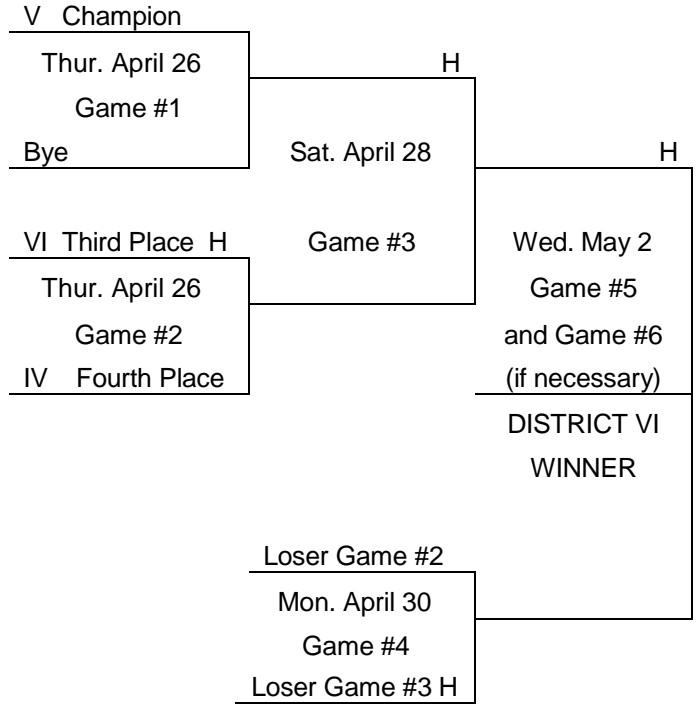 V Champion
Thur. April 26
Game #1
Bye
H
Sat. April 28
Game #3
VI Third Place H
Thur. April 26
Game #2
IV Fourth Place
H
Wed. May 2
Game #5
and Game #6
(if necessary)
DISTRICT VI
WINNER
Loser Game #2
Mon. April 30
Game #4
Loser Game #3 H